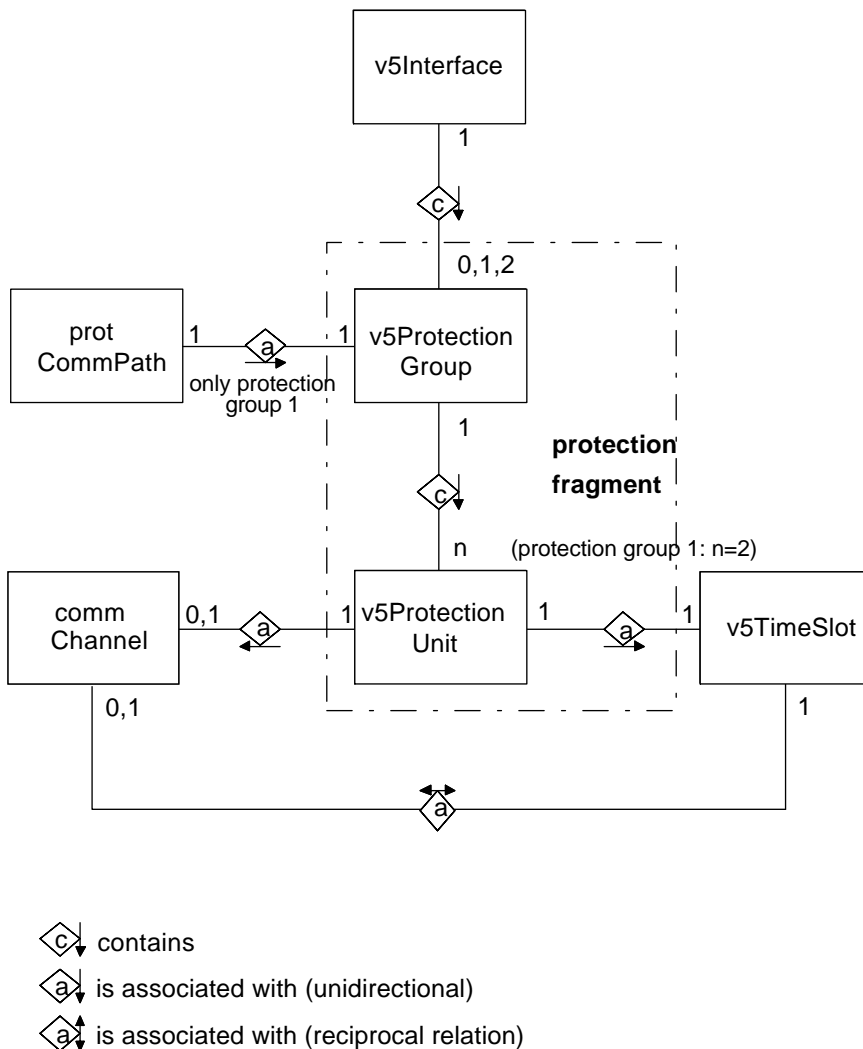 v5Interface
1
c
0,1,2
prot
CommPath
1
a
1
only protection
group 1
v5Protection
Group
1
protection
fragment
c
n
(protection group 1: n=2)
comm
Channel
0,1
a
1
v5Protection
Unit
1
a
1
v5TimeSlot
0,1
1
a
c contains
a is associated with (unidirectional)
a is associated with (reciprocal relation)